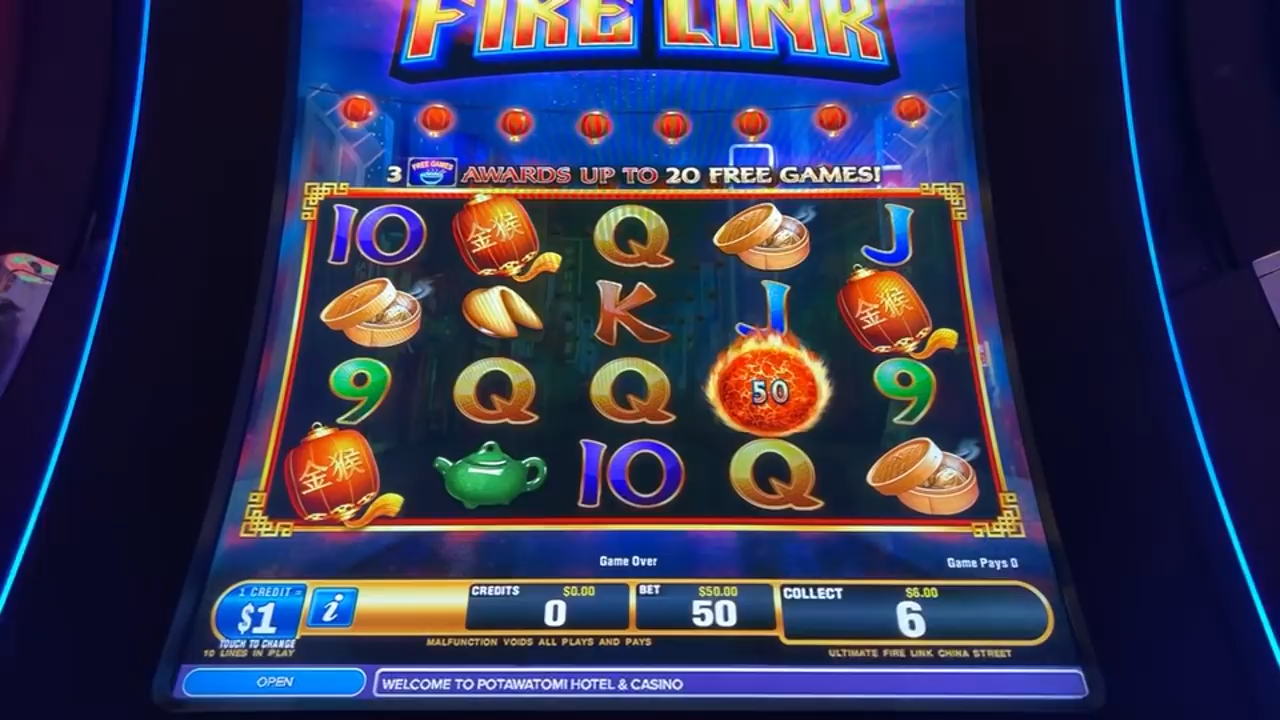 FIRE LINK
3 FREE GAMES AWARDS UP TO 20 FREE GAMES!
10 金猴 Q J
K J 金猴
9 Q Q 50 9
金猴 10 Q
Game Over Game Pays 0
1 CREDIT = $1 TOUCH TO CHANGE
i
CREDITS $0.00 0
BET $50.00 50
COLLECT $6.00 6
10 LINES IN PLAY
MALFUNCTION VOIDS ALL PLAYS AND PAYS
ULTIMATE FIRE LINK CHINA STREET
OPEN
WELCOME TO POTAWATOMI HOTEL & CASINO